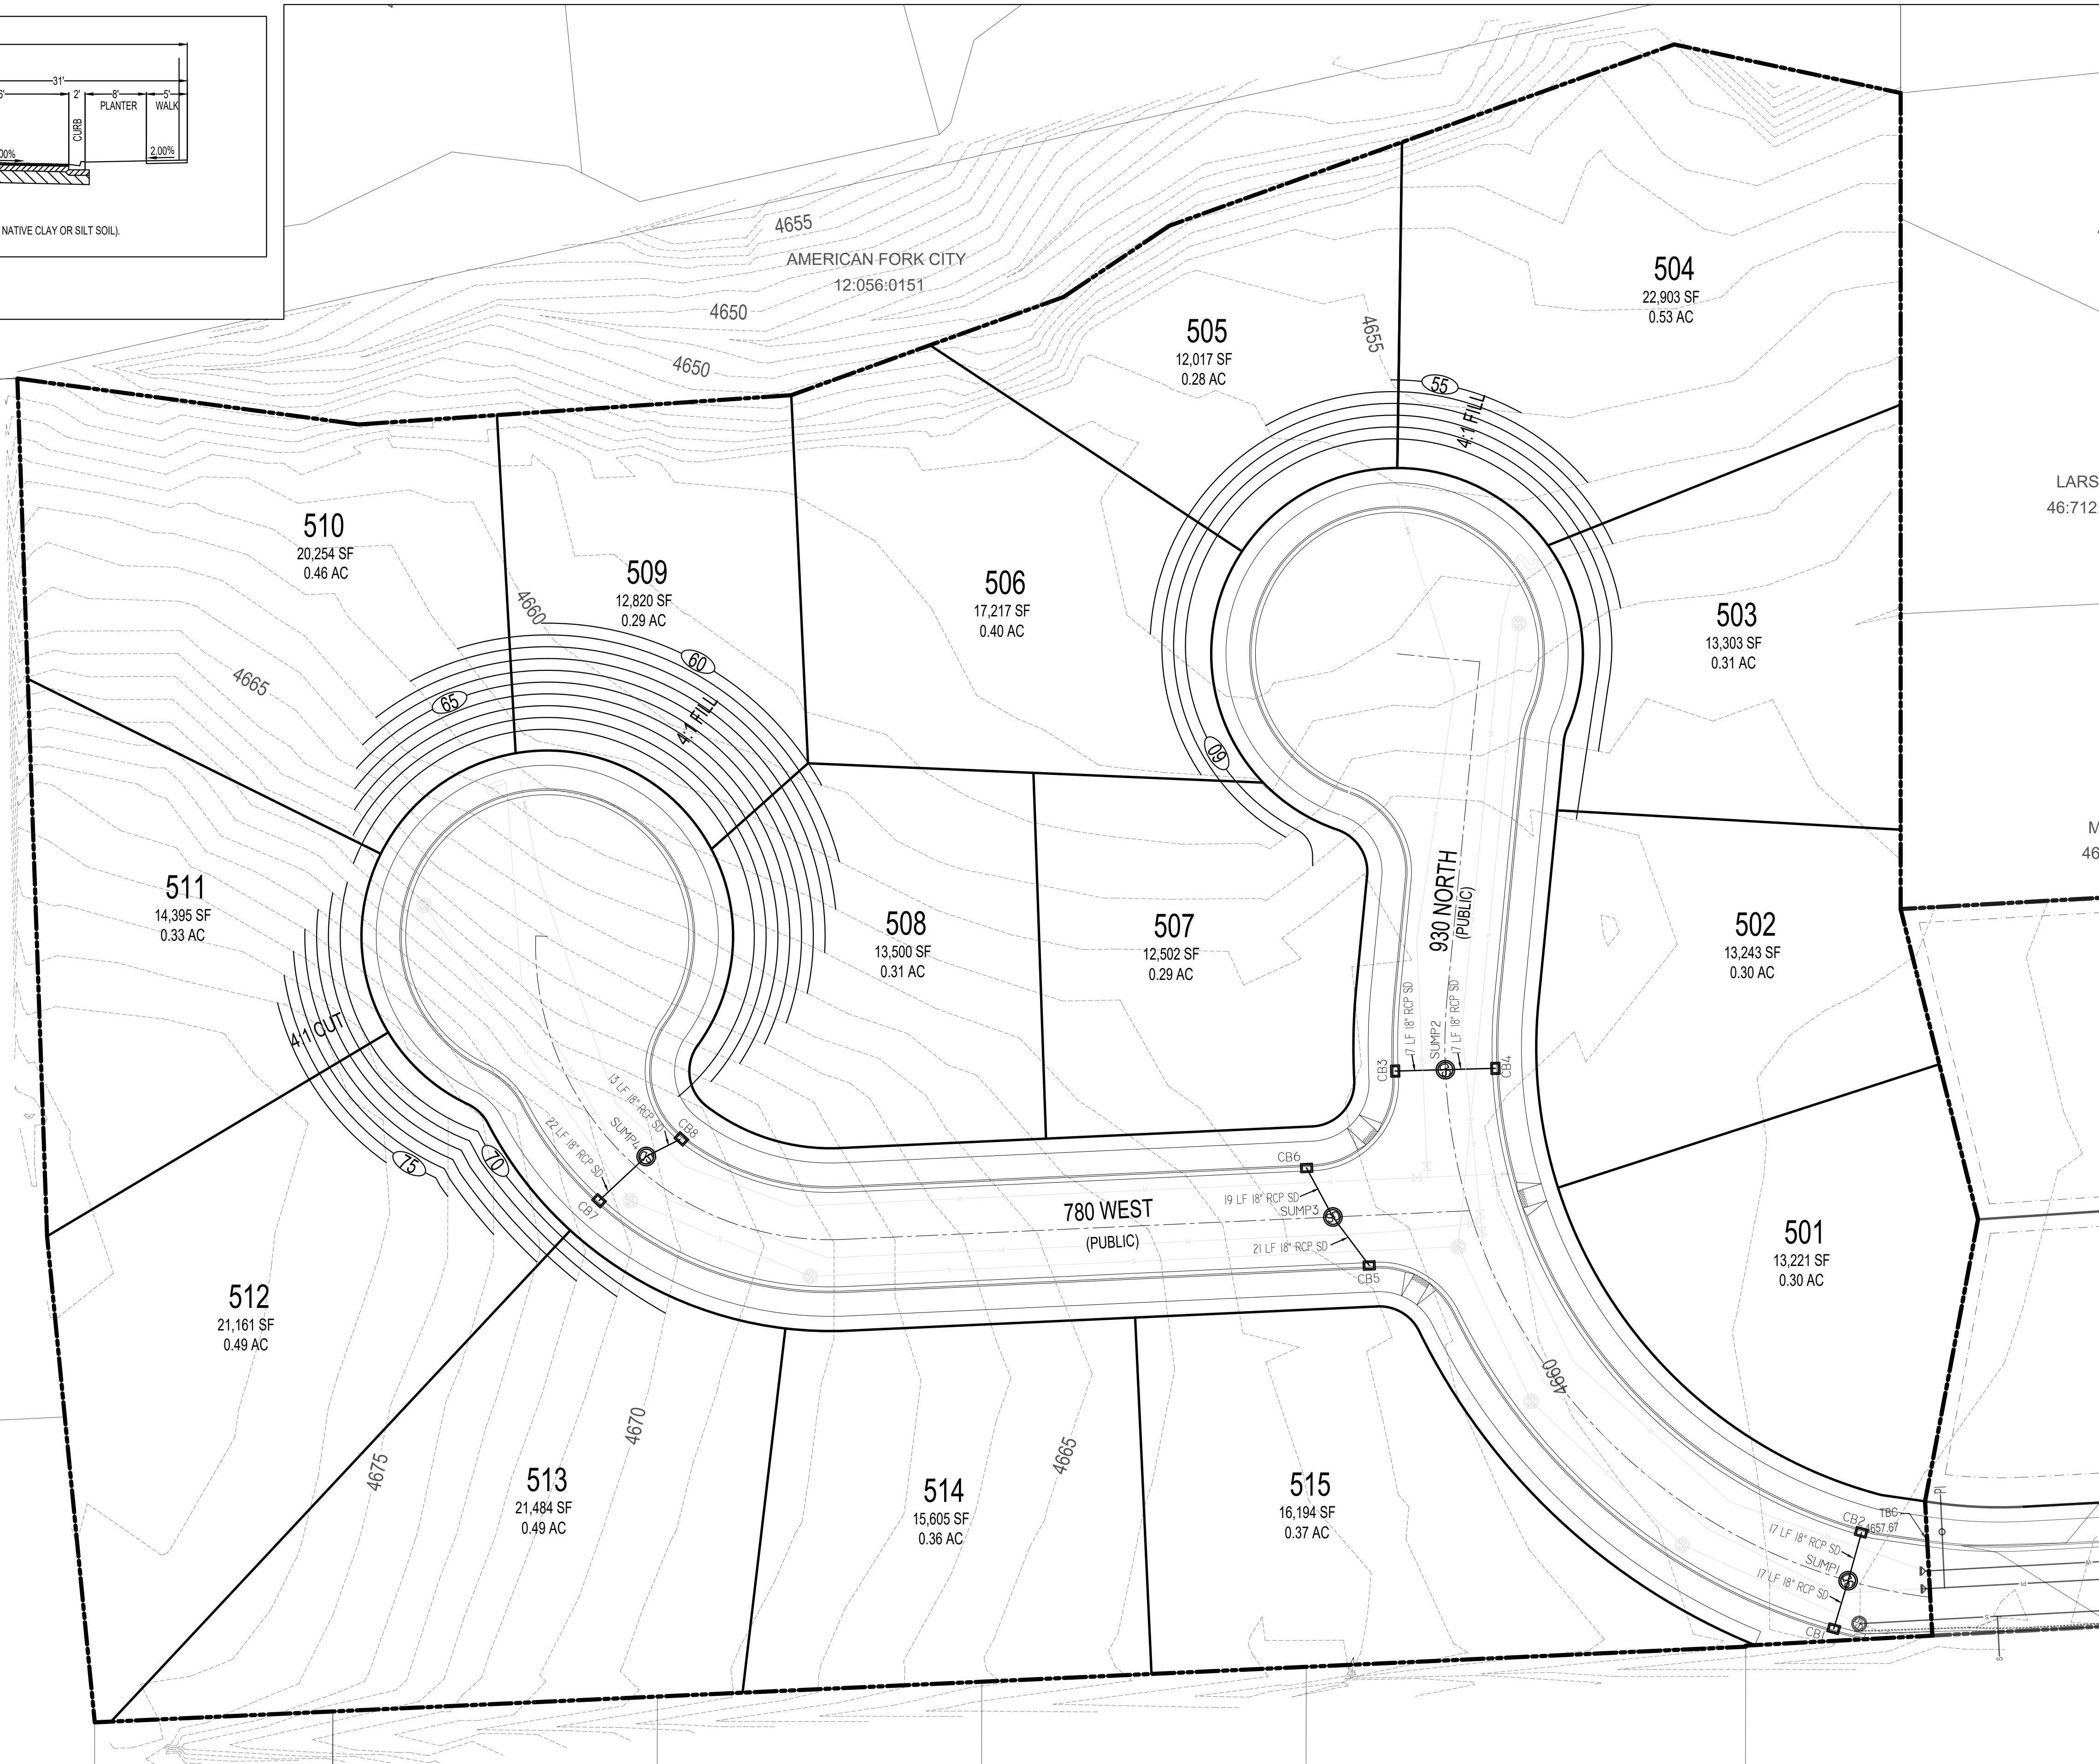 31'
2'
8'
5'
PLANTER
WALK
CURB
2.00%
NATIVE CLAY OR SILT SOIL).
4655
AMERICAN FORK CITY
12:056:0151
4650
4650
4655
504
22,903 SF
0.53 AC
505
12,017 SF
0.28 AC
55
4:1 FILL
LARS
46:712
510
20,254 SF
0.46 AC
509
12,820 SF
0.29 AC
506
17,217 SF
0.40 AC
503
13,303 SF
0.31 AC
4660
4665
60
65
4:1 FILL
60
M
46
511
14,395 SF
0.33 AC
508
13,500 SF
0.31 AC
507
12,502 SF
0.29 AC
930 NORTH
(PUBLIC)
502
13,243 SF
0.30 AC
4:1 CUT
17 LF 18" RCP SD
SUMP2
17 LF 18" RCP SD
CB3
CB4
13 LF 18" RCP SD
CB8
SUMP4
22 LF 18" RCP SD
CB7
75
70
CB6
19 LF 18" RCP SD
SUMP3
21 LF 18" RCP SD
CB5
780 WEST
(PUBLIC)
501
13,221 SF
0.30 AC
512
21,161 SF
0.49 AC
4660
4670
4675
4665
513
21,484 SF
0.49 AC
514
15,605 SF
0.36 AC
515
16,194 SF
0.37 AC
CB2
TBC
4657.67
17 LF 18" RCP SD
SUMP1
17 LF 18" RCP SD
CB1
PI